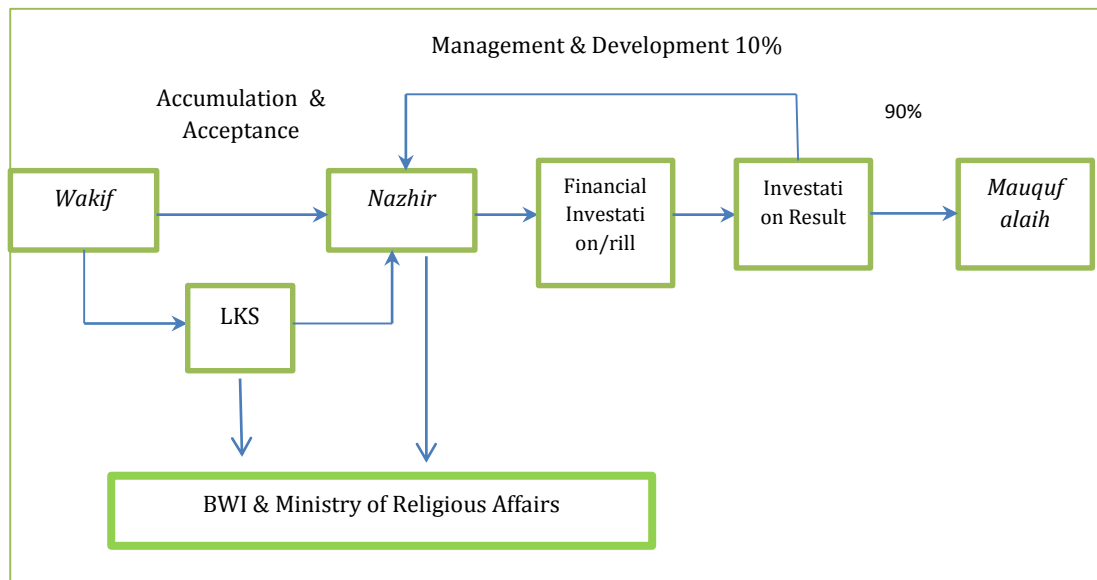 Management & Development 10%
Accumulation &
Acceptance
90%
Wakif
Nazhir
Financial
Investati
on/rill
Investati
on Result
Mauquf
alaih
LKS
BWI & Ministry of Religious Affairs